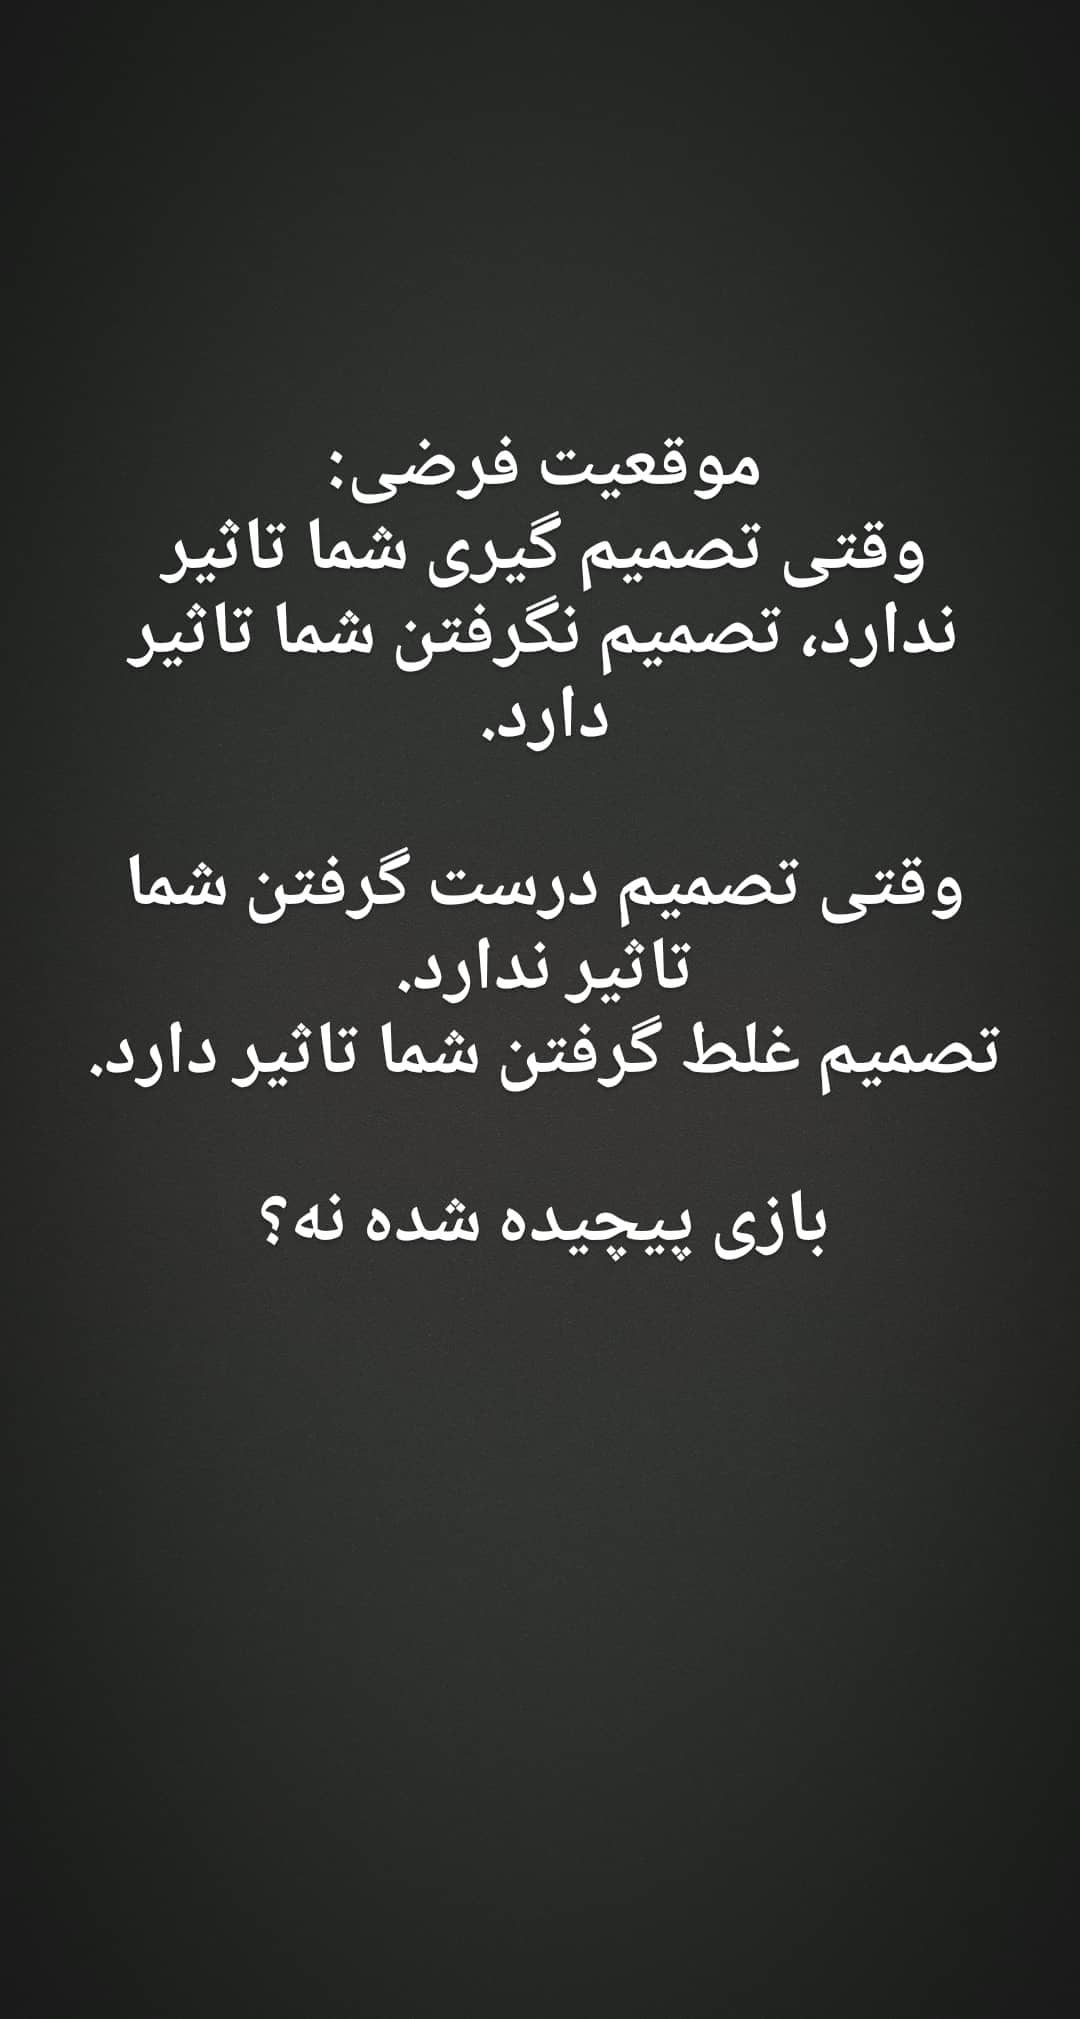 موقعیت فرضی:
وقتی تصمیم گیری شما تاثیر
ندارد، تصمیم نگرفتن شما تاثیر
دارد.
وقتی تصمیم درست گرفتن شما
تاثیر ندارد.
تصمیم غلط گرفتن شما تاثیر دارد.
بازی پیچیده شده نه؟